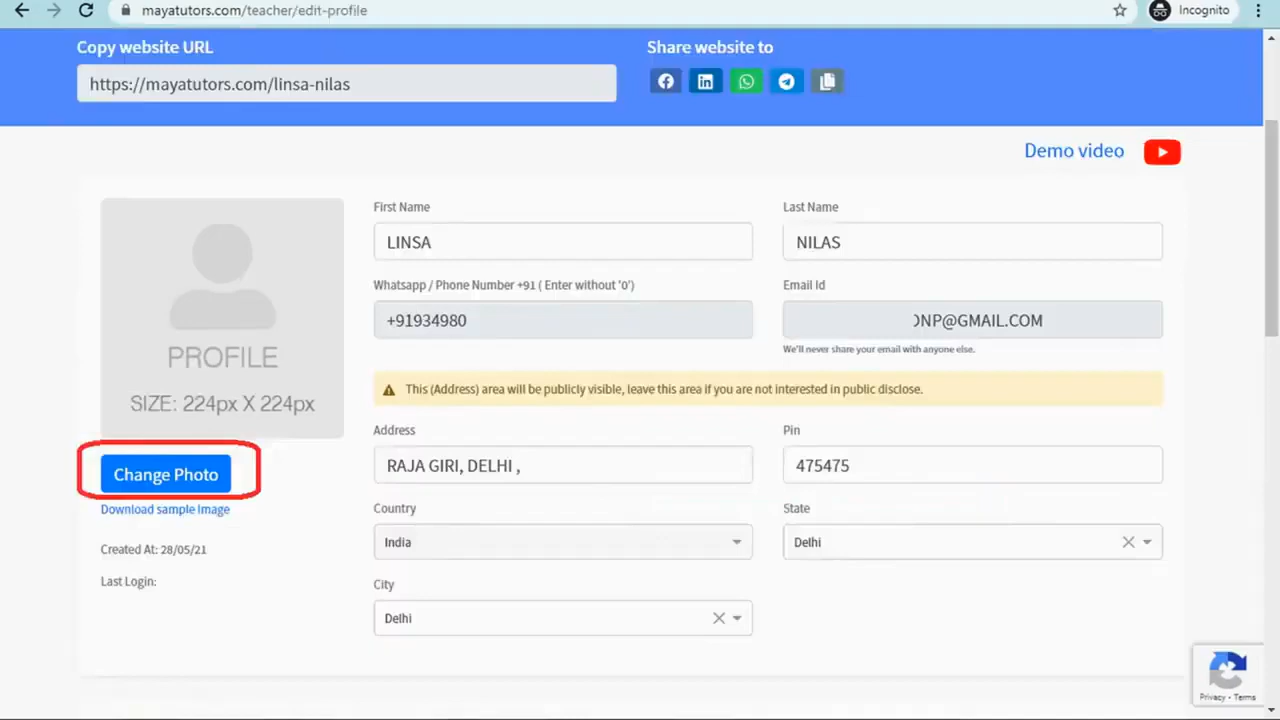 mayatutors.com/teacher/edit-profile
Incognito
Copy website URL
Share website to
https://mayatutors.com/linsa-nilas
Demo video
First Name
Last Name
LINSA
NILAS
Whatsapp / Phone Number +91 ( Enter without '0')
Email Id
+91934980
NP@GMAIL.COM
We'll never share your email with anyone else.
PROFILE
SIZE: 224px X 224px
This (Address) area will be publicly visible, leave this area if you are not interested in public disclose.
Address
Pin
RAJA GIRI, DELHI ,
475475
Change Photo
Download sample Image
Country
State
India
Delhi
Created At: 28/05/21
Last Login:
City
Delhi
Privacy - Terms